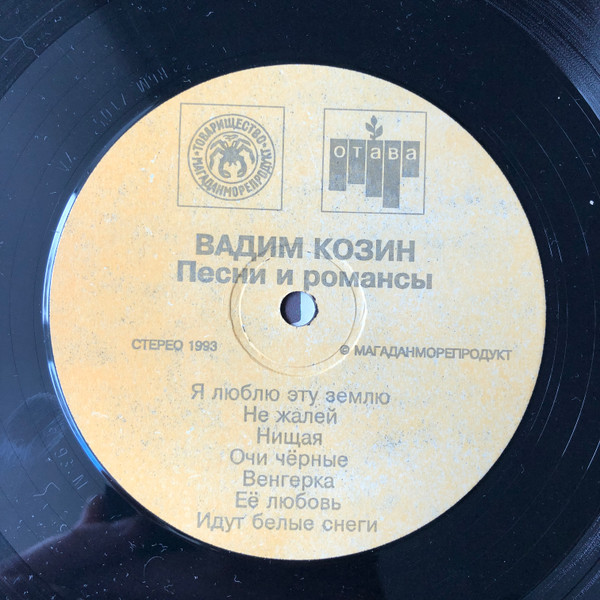 ТОВАРИЩЕСТВО
МАГАДАНМОРЕПРОДУКТ
ОТАВА
ВАДИМ КОЗИН
Песни и романсы
СТЕРЕО 1993
© МАГАДАНМОРЕПРОДУКТ
Я люблю эту землю
Не жалей
Нищая
Очи чёрные
Венгерка
Её любовь
Идут белые снеги